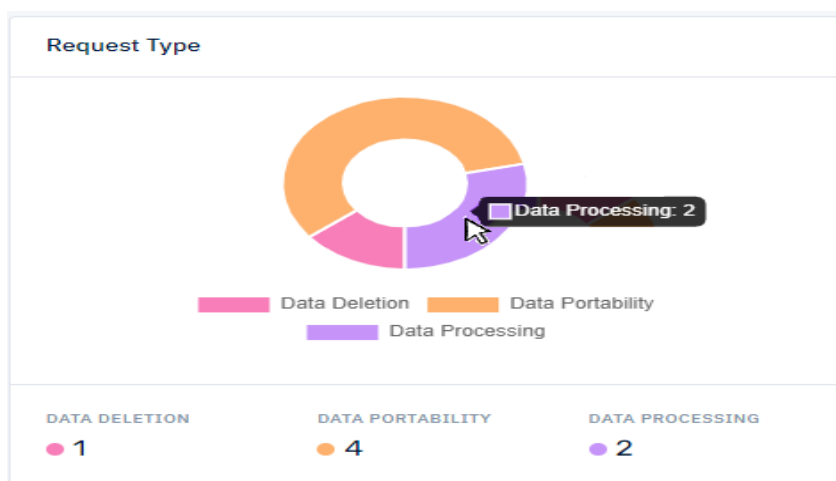 Request Type
Data Processing: 2
Data Deletion Data Portability
Data Processing
DATA DELETION DATA PORTABILITY DATA PROCESSING
1 4 2